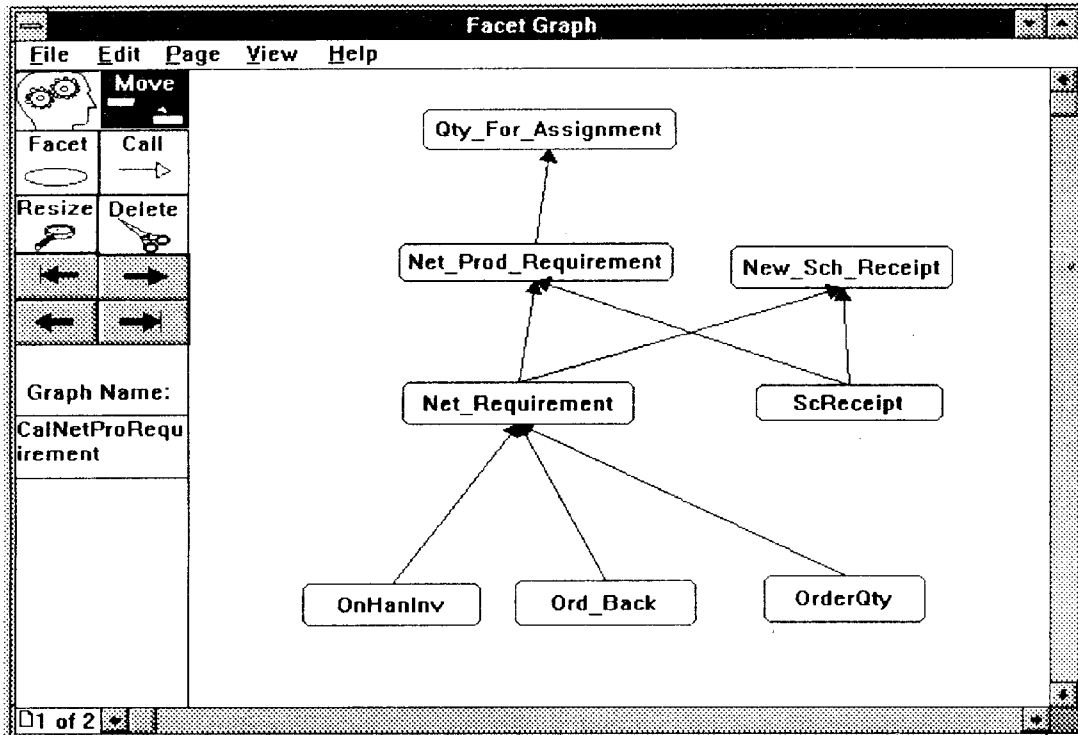 Facet Graph
File Edit Page View Help
Move
Facet Call
Resize Delete
Graph Name:
CalNetProRequ
irement
Qty_For_Assignment
Net_Prod_Requirement
New_Sch_Receipt
Net_Requirement
ScReceipt
OnHanInv
Ord_Back
OrderQty
1 of 2